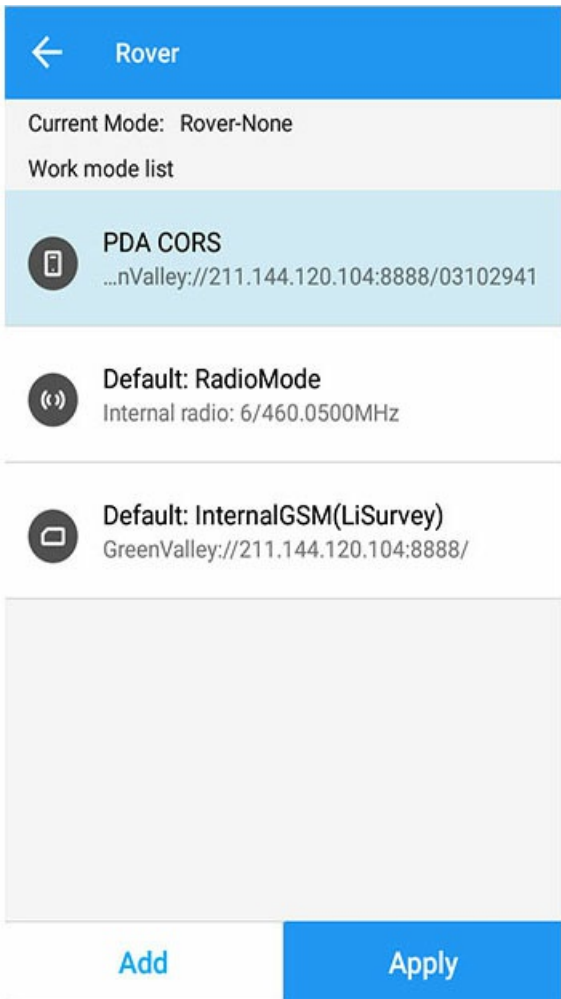 Rover
Current Mode: Rover-None
Work mode list
PDA CORS
...nValley://211.144.120.104:8888/03102941
Default: RadioMode
Internal radio: 6/460.0500MHz
Default: InternalGSM(LiSurvey)
GreenValley://211.144.120.104:8888/
Add
Apply